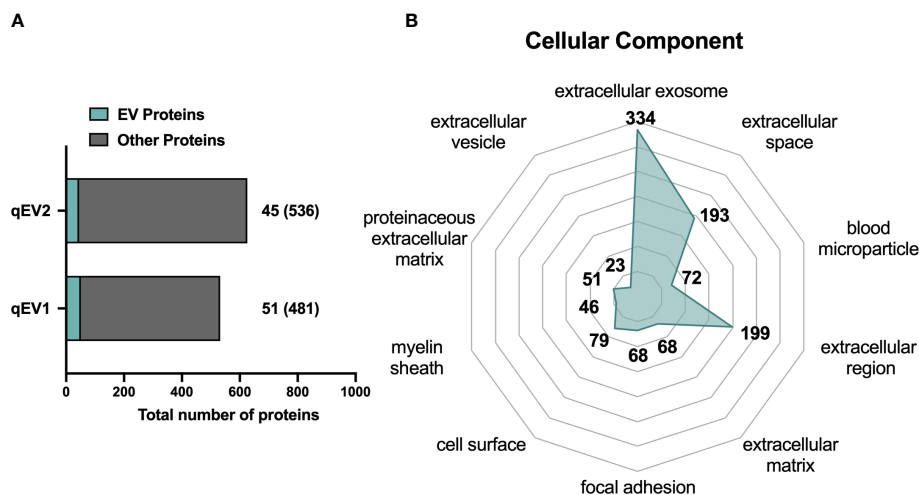 A
EV Proteins
Other Proteins
qEV2
45 (536)
qEV1
51 (481)
0 200 400 600 800 1000
Total number of proteins
B
Cellular Component
extracellular exosome
334
extracellular
space
193
blood
microparticle
72
extracellular
region
199
extracellular
matrix
68
focal adhesion
68
cell surface
79
myelin
sheath
46
proteinaceous
extracellular
matrix
51
extracellular
vesicle
23